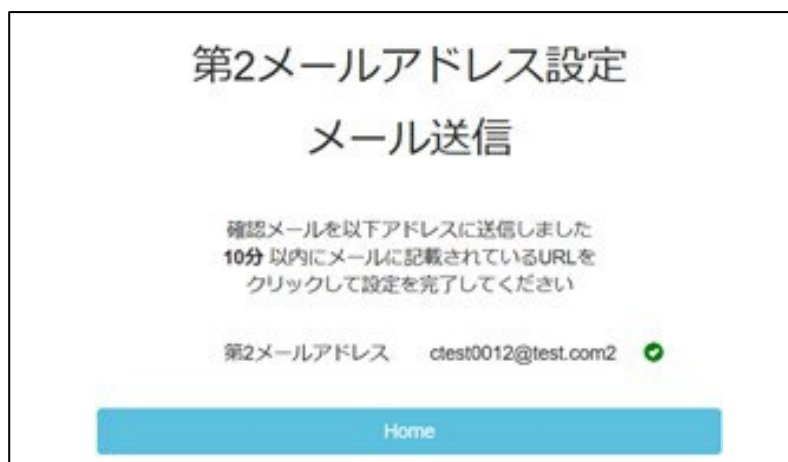 第2メールアドレス設定
メール送信
確認メールを以下アドレスに送信しました
10分 以内にメールに記載されているURLを
クリックして設定を完了してください
第2メールアドレス ctest0012@test.com2
Home